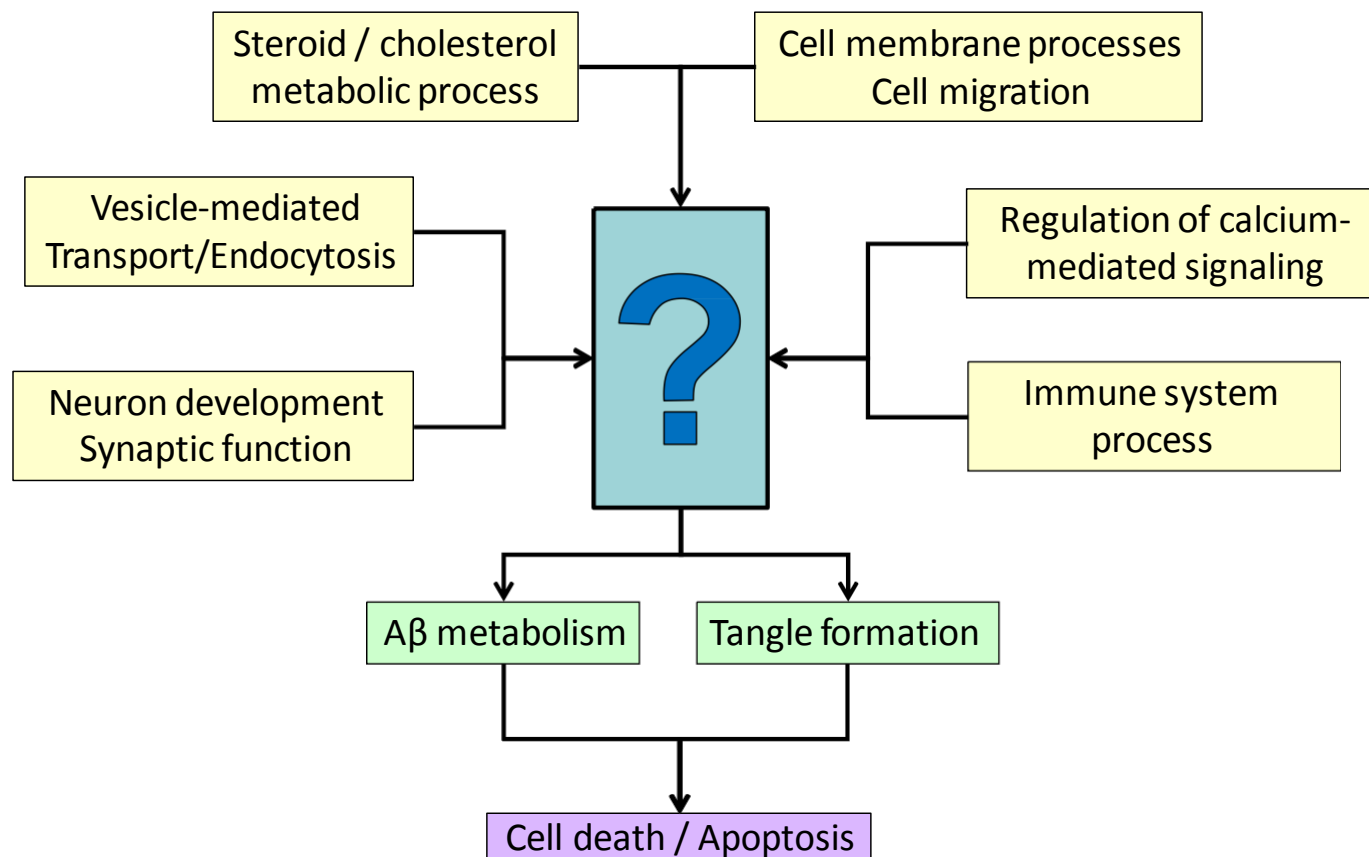 Steroid / cholesterol
metabolic process
Cell membrane processes
Cell migration
Vesicle-mediated
Transport/Endocytosis
Regulation of calcium-
mediated signaling
?
Neuron development
Synaptic function
Immune system
process
Aβ metabolism
Tangle formation
Cell death / Apoptosis